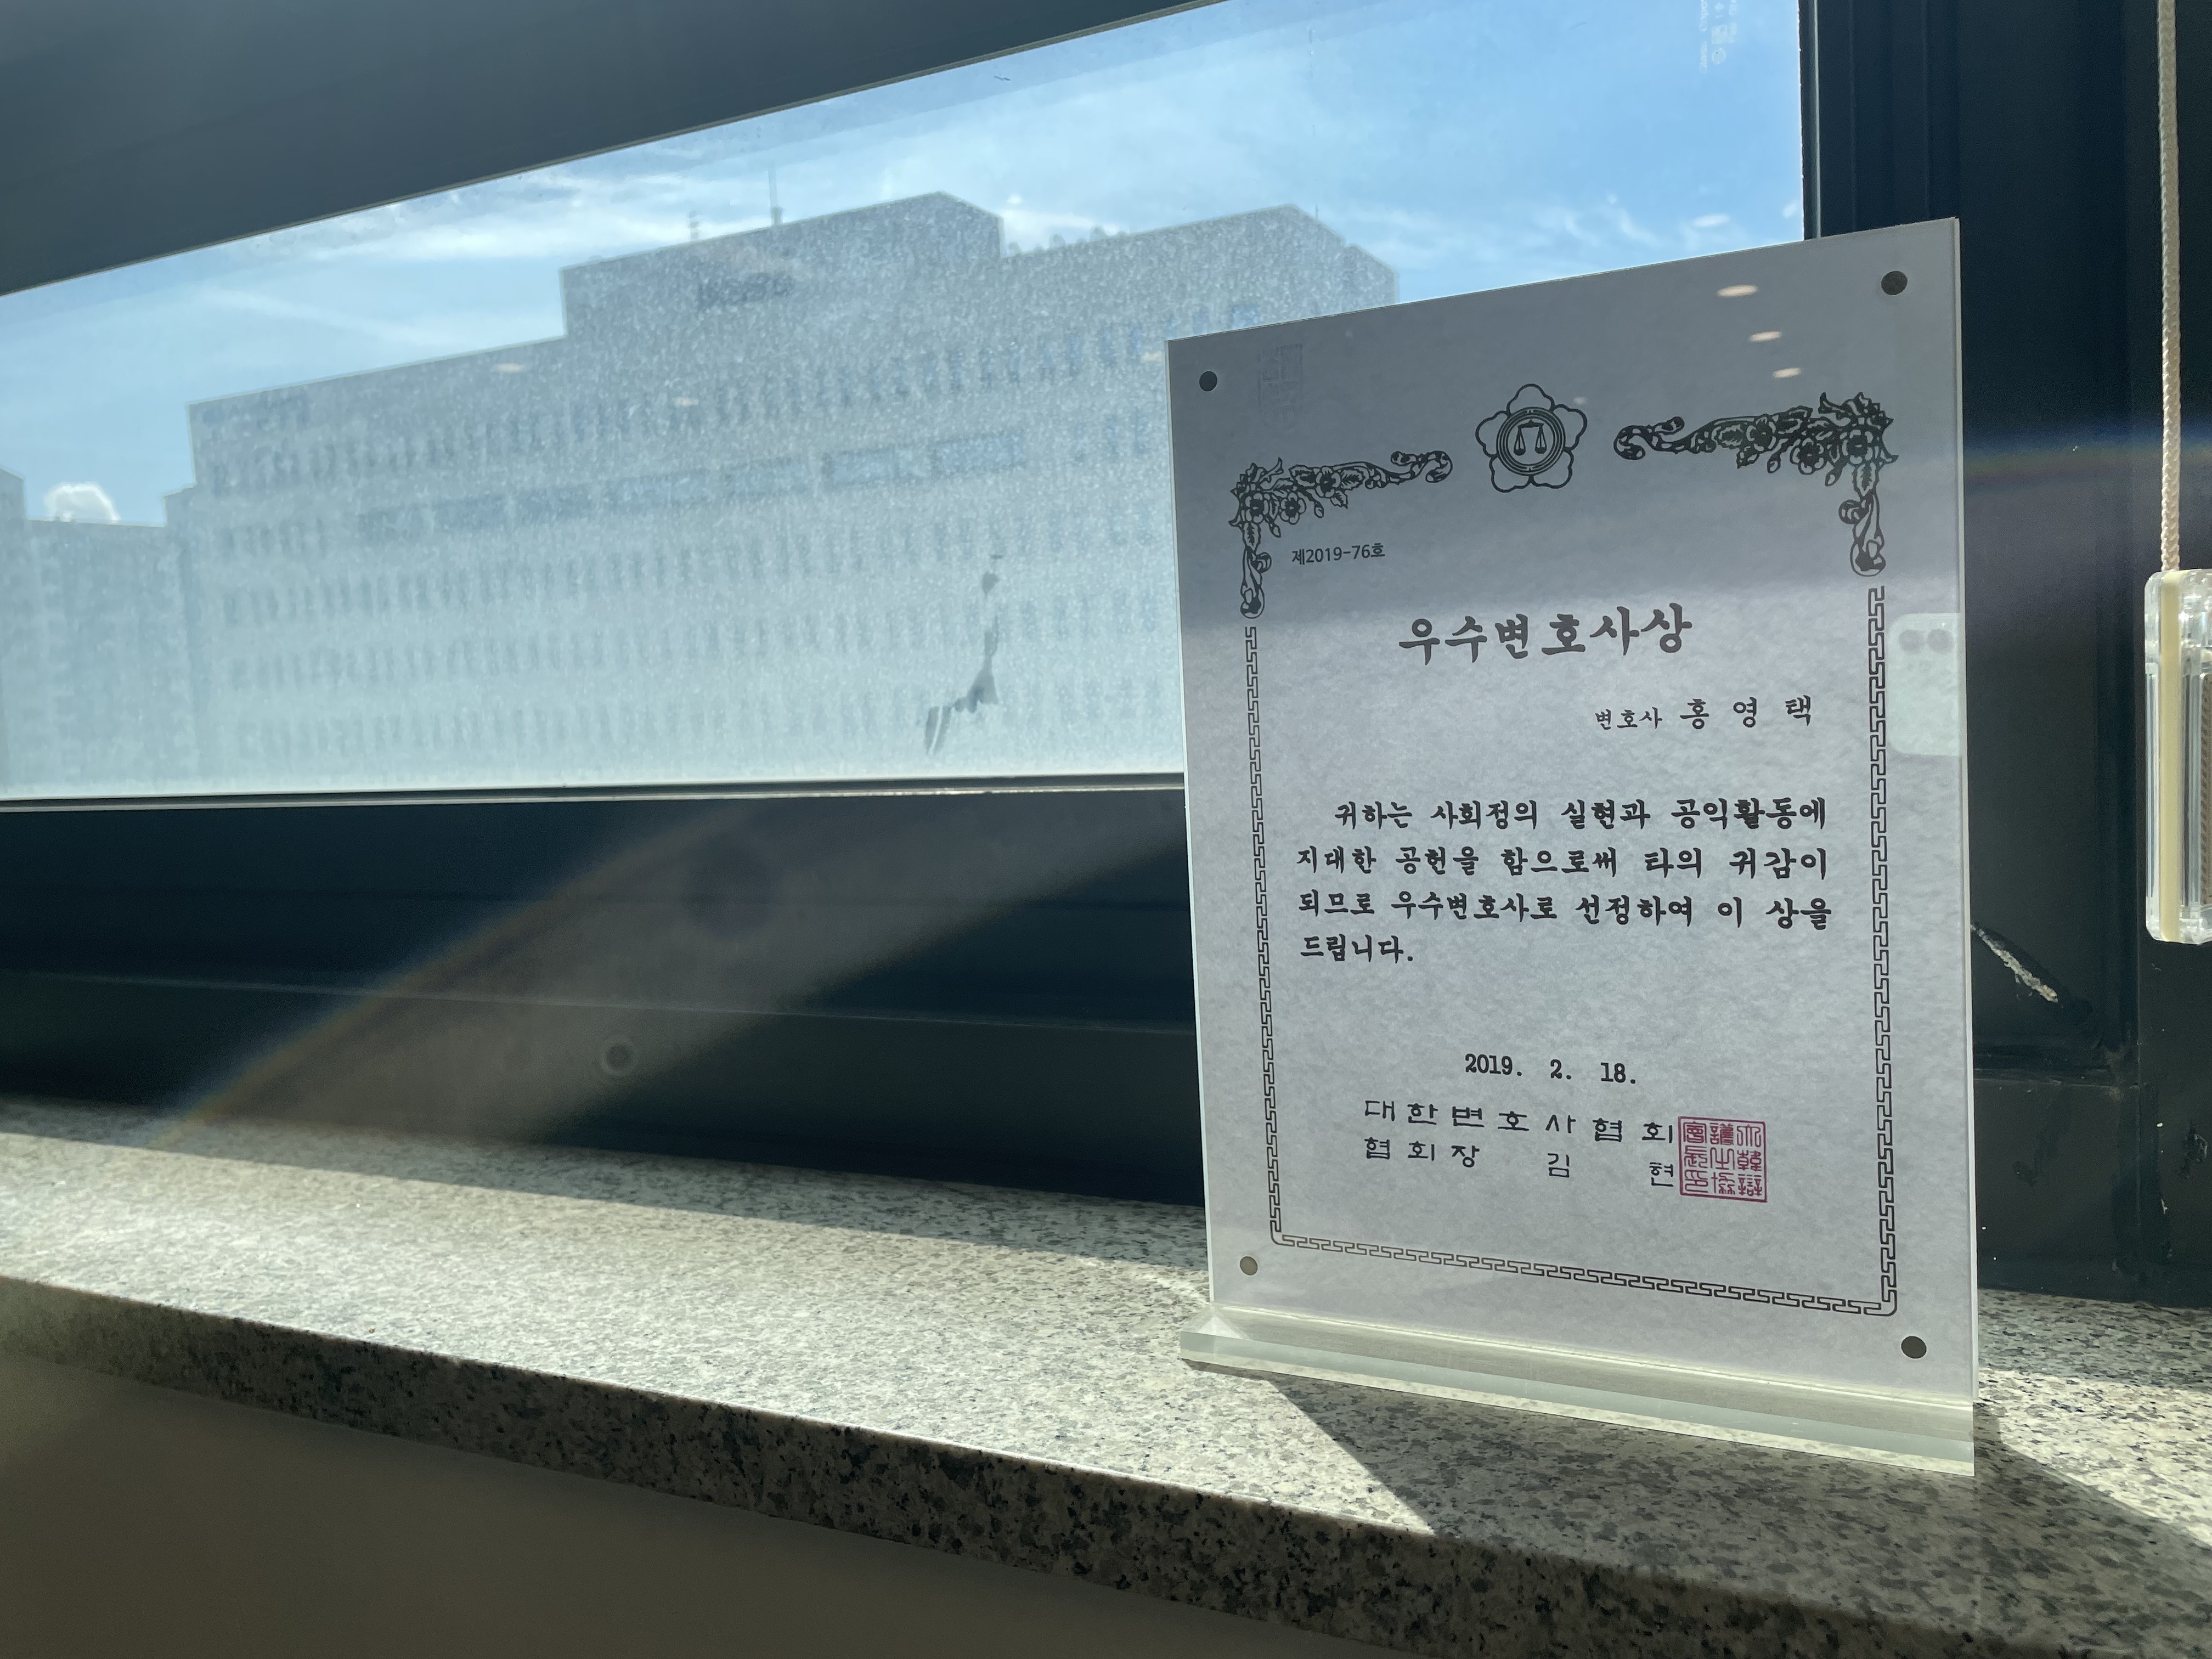 제2019-76호
우수변호사상
변호사 홍영택
귀하는 사회정의 실현과 공익활동에
지대한 공헌을 함으로써 타의 귀감이
되므로 우수변호사로 선정하여 이 상을
드립니다.
2019. 2. 18.
대한변호사협회
협회장 김 현